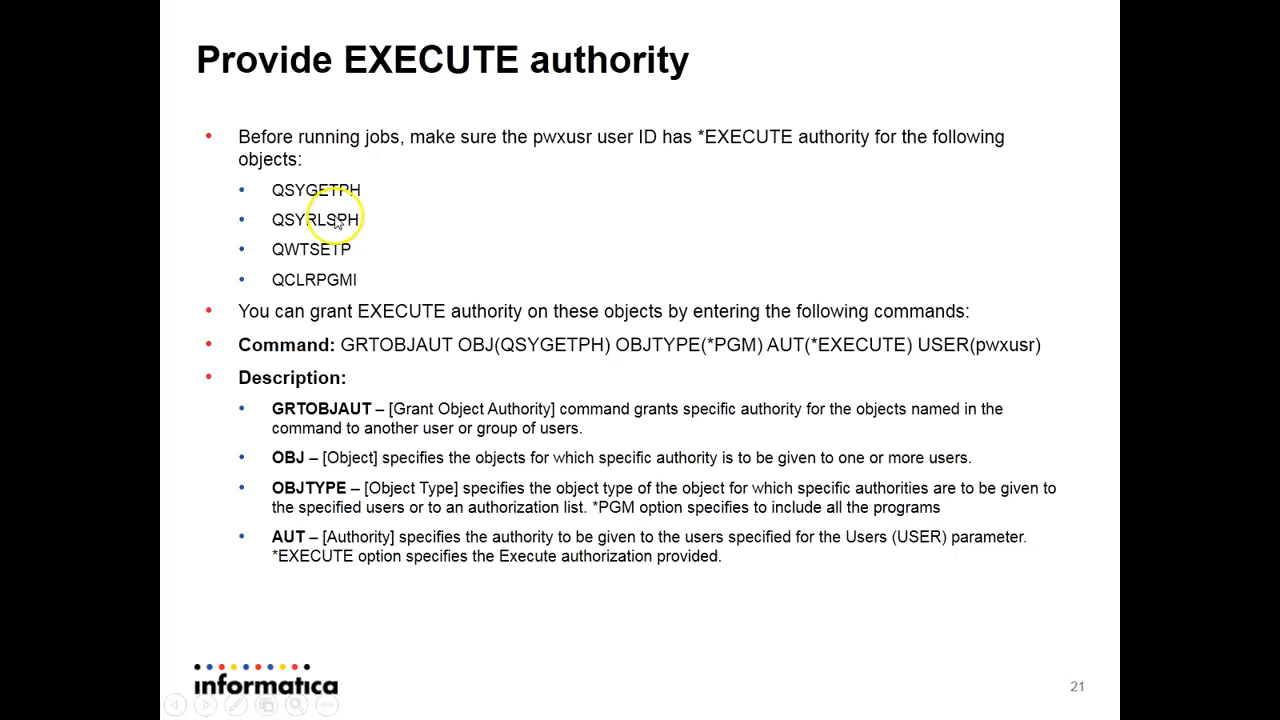 Provide EXECUTE authority
• Before running jobs, make sure the pwxusr user ID has *EXECUTE authority for the following
objects:
• QSYGETPH
• QSYRLSPH
• QWTSETP
• QCLRPGMI
• You can grant EXECUTE authority on these objects by entering the following commands:
• Command: GRTOBJAUT OBJ(QSYGETPH) OBJTYPE(*PGM) AUT(*EXECUTE) USER(pwxusr)
• Description:
• GRTOBJAUT – [Grant Object Authority] command grants specific authority for the objects named in the
command to another user or group of users.
• OBJ – [Object] specifies the objects for which specific authority is to be given to one or more users.
• OBJTYPE – [Object Type] specifies the object type of the object for which specific authorities are to be given to
the specified users or to an authorization list. *PGM option specifies to include all the programs
• AUT – [Authority] specifies the authority to be given to the users specified for the Users (USER) parameter.
*EXECUTE option specifies the Execute authorization provided.
informatica
21